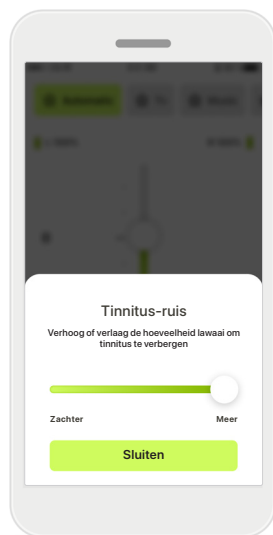 Tinnitus-ruis
Verhoog of verlaag de hoeveelheid lawaai om
tinnitus te verbergen
Zachter Meer
Sluiten